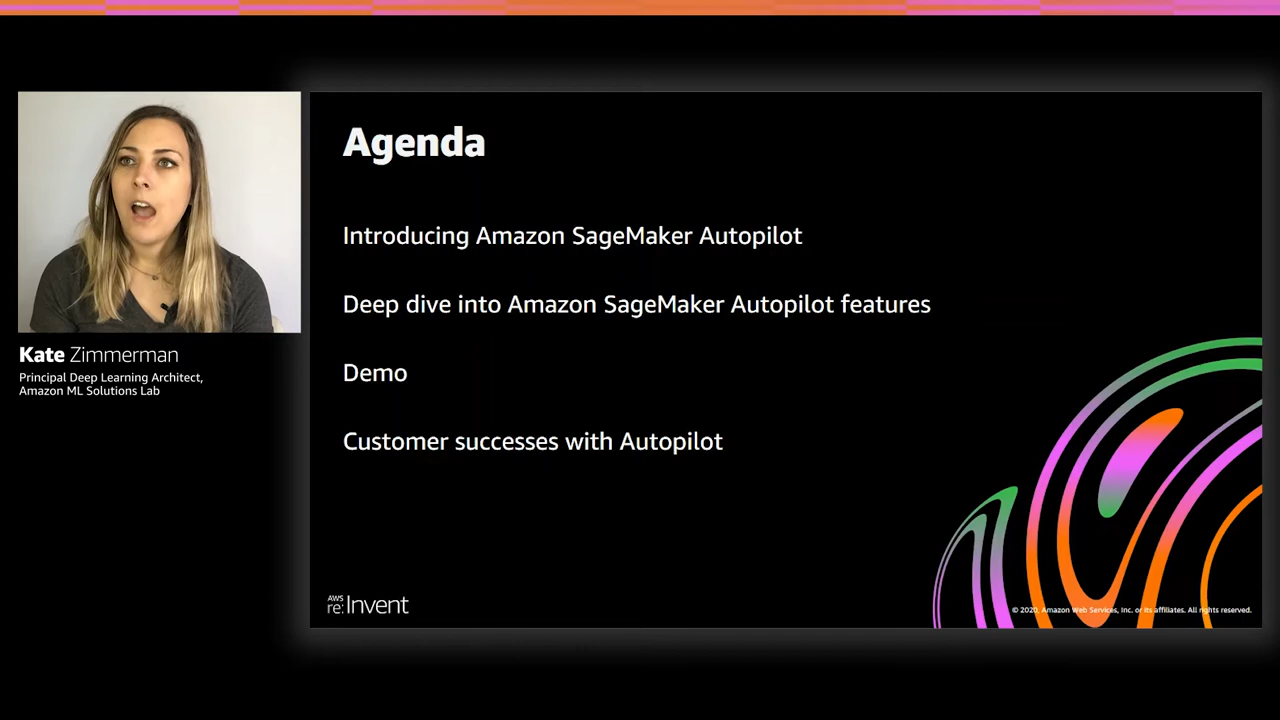 Agenda
Introducing Amazon SageMaker Autopilot
Deep dive into Amazon SageMaker Autopilot features
Demo
Customer successes with Autopilot
Kate Zimmerman
Principal Deep Learning Architect,
Amazon ML Solutions Lab
AWS
re:Invent
© 2020, Amazon Web Services, Inc. or its affiliates. All rights reserved.